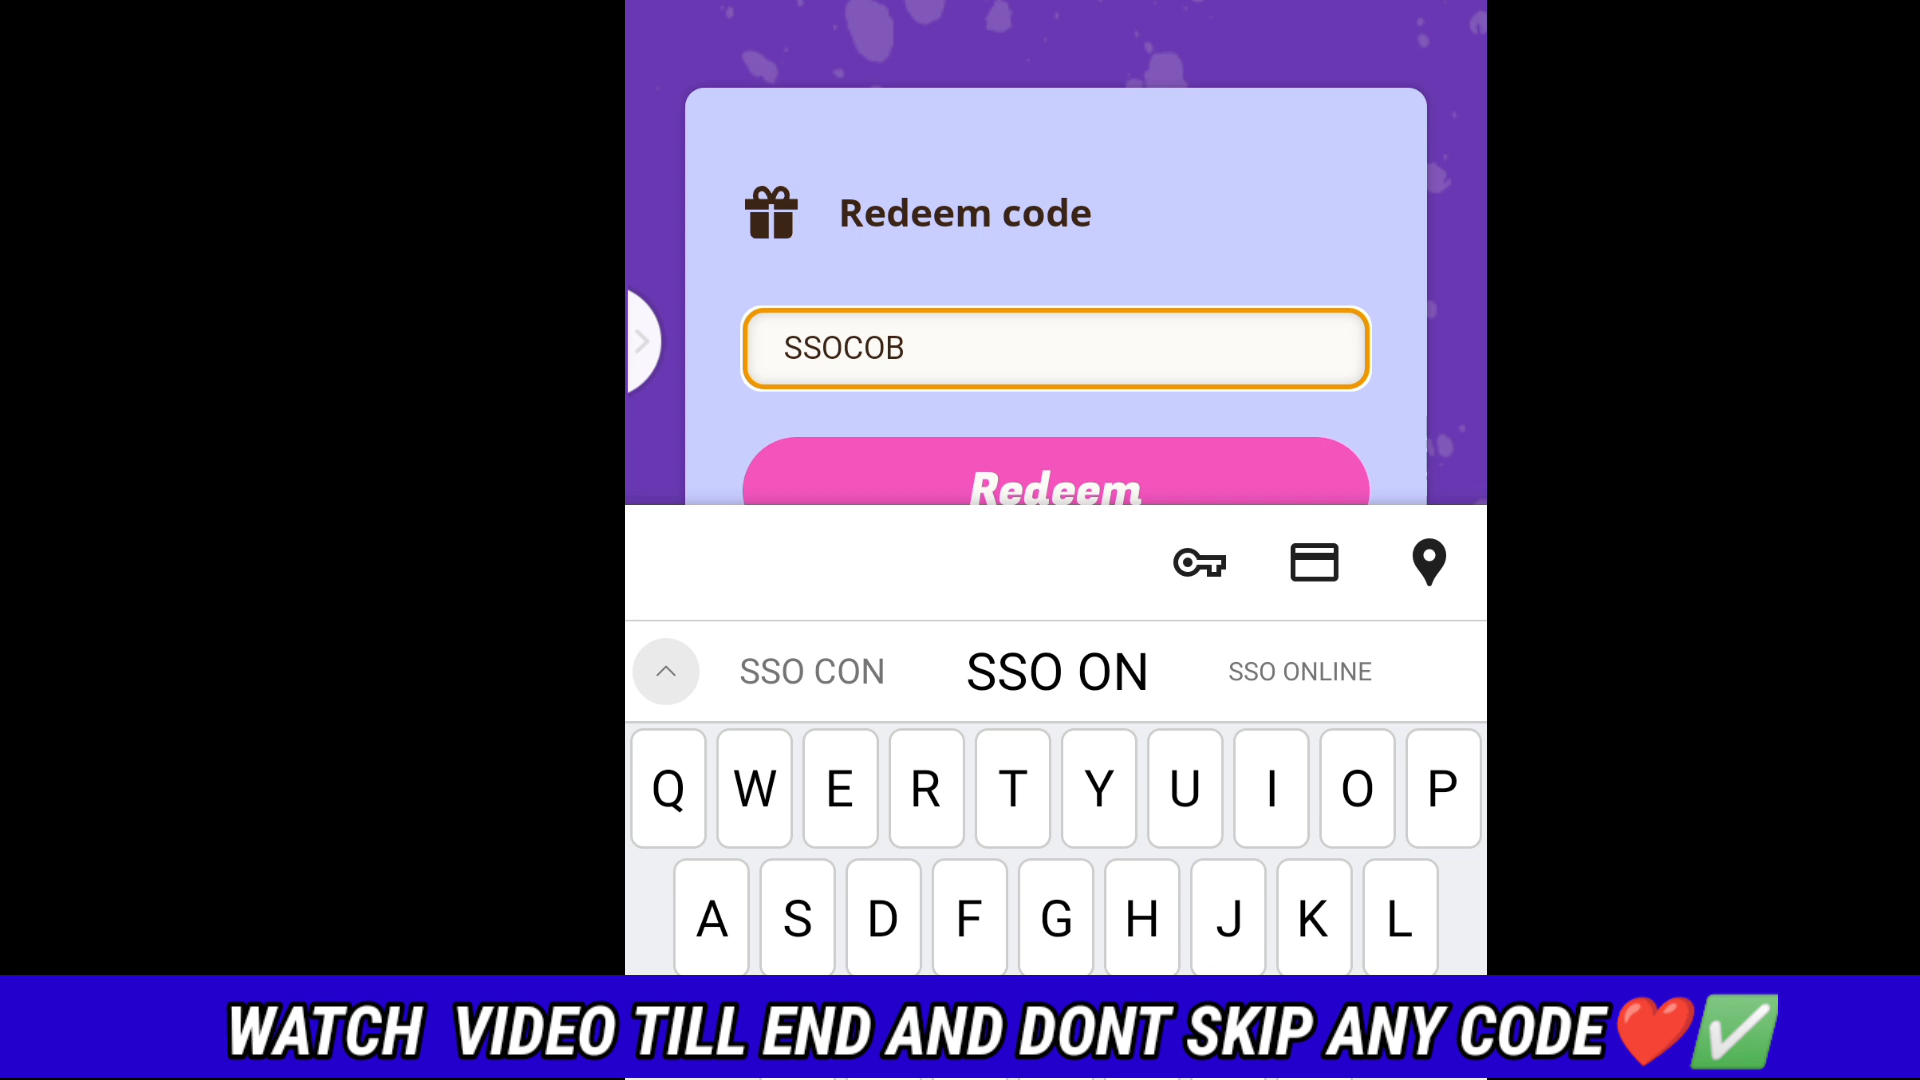 Redeem code
SSOCOB
Redeem
SSO CON SSO ON SSO ONLINE
Q W E R T Y U I O P
A S D F G H J K L
WATCH VIDEO TILL END AND DONT SKIP ANY CODE❤️✅